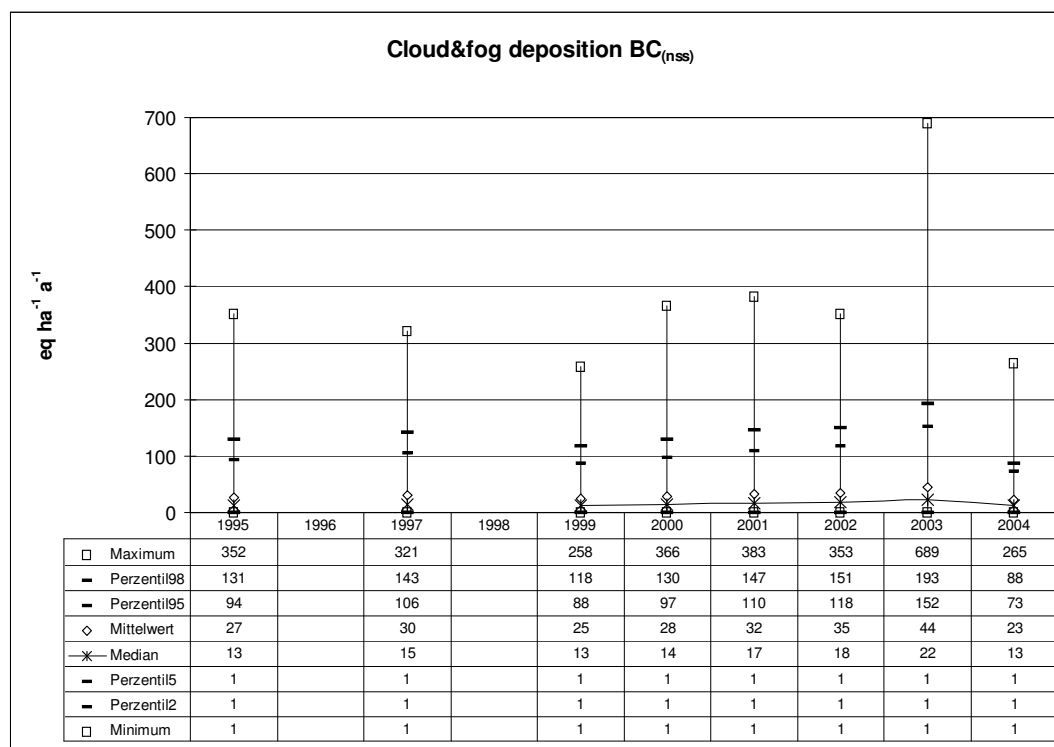 Cloud&fog deposition BC(nss)
eq ha-1 a-1
700
600
500
400
300
200
100
0
1995 1996 1997 1998 1999 2000 2001 2002 2003 2004
Maximum 352 321 258 366 383 353 689 265
Perzentil98 131 143 118 130 147 151 193 88
Perzentil95 94 106 88 97 110 118 152 73
Mittelwert 27 30 25 28 32 35 44 23
Median 13 15 13 14 17 18 22 13
Perzentil5 1 1 1 1 1 1 1 1
Perzentil2 1 1 1 1 1 1 1 1
Minimum 1 1 1 1 1 1 1 1